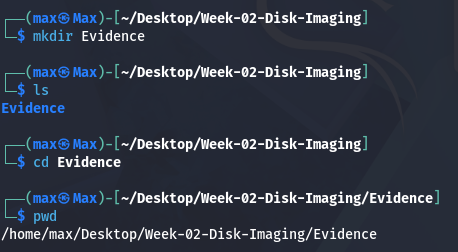 ┌──(max㉿Max)-[~/Desktop/Week-02-Disk-Imaging]
└─$ mkdir Evidence
┌──(max㉿Max)-[~/Desktop/Week-02-Disk-Imaging]
└─$ ls
Evidence
┌──(max㉿Max)-[~/Desktop/Week-02-Disk-Imaging]
└─$ cd Evidence
┌──(max㉿Max)-[~/Desktop/Week-02-Disk-Imaging/Evidence]
└─$ pwd
/home/max/Desktop/Week-02-Disk-Imaging/Evidence